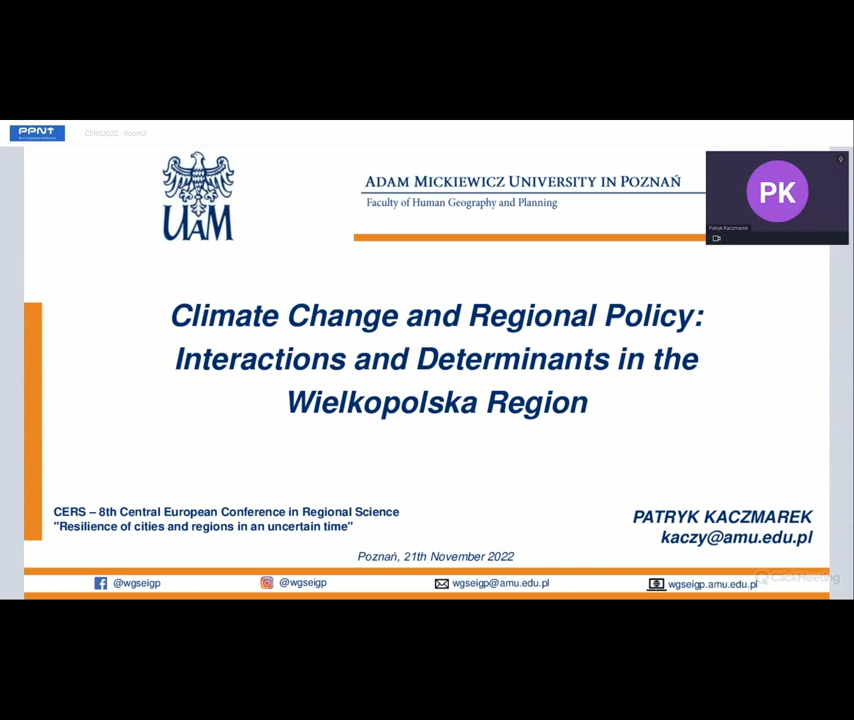 PPNT
CERS2022 - Room3
UAM
ADAM MICKIEWICZ UNIVERSITY IN POZNAŃ
Faculty of Human Geography and Planning
PK
Patryk Kaczmarek
Climate Change and Regional Policy:
Interactions and Determinants in the
Wielkopolska Region
CERS – 8th Central European Conference in Regional Science
"Resilience of cities and regions in an uncertain time"
PATRYK KACZMAREK
kaczy@amu.edu.pl
Poznań, 21th November 2022
@wgseigp
@wgseigp
wgseigp@amu.edu.pl
wgseigp.amu.edu.pl
ClickMeeting